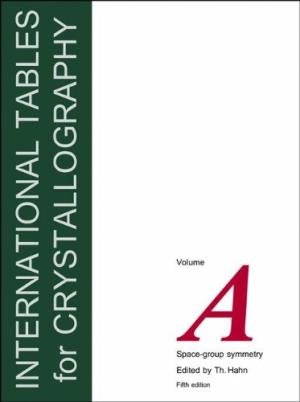 INTERNATIONAL TABLES
for CRYSTALLOGRAPHY
Volume
A
Space-group symmetry
Edited by Th. Hahn
Fifth edition